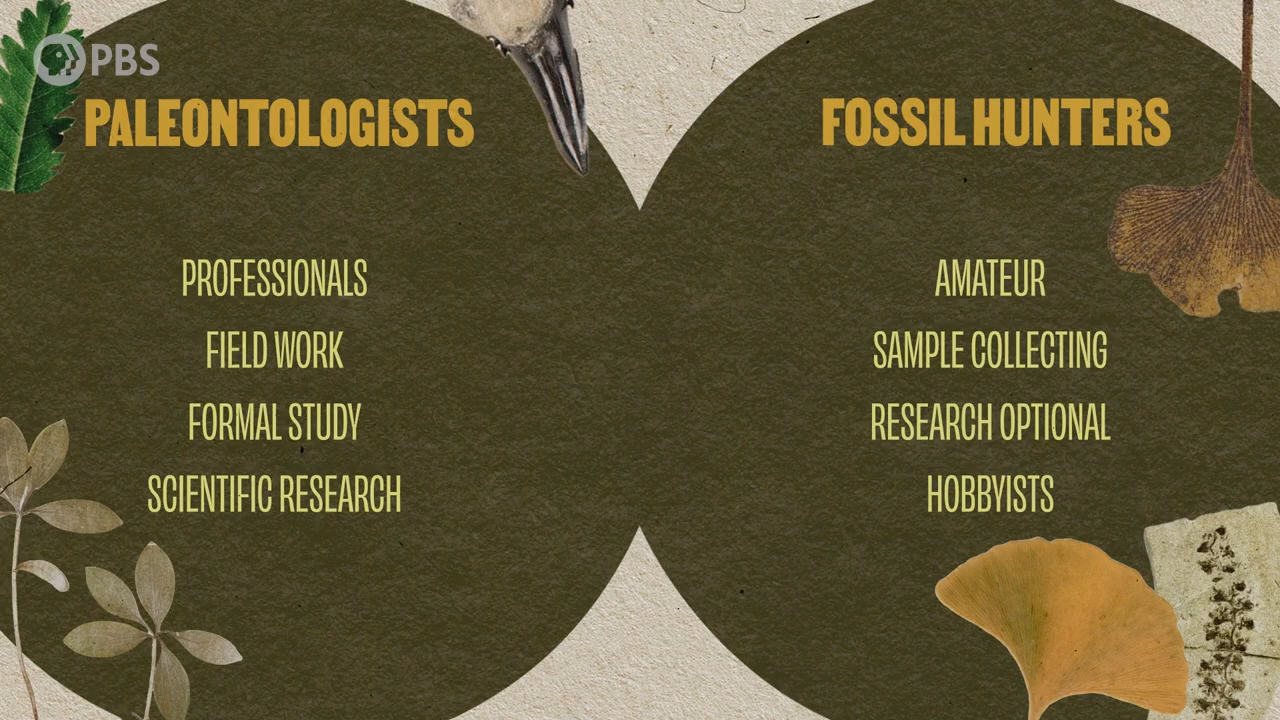 PBS
PALEONTOLOGISTS
PROFESSIONALS
FIELD WORK
FORMAL STUDY
SCIENTIFIC RESEARCH
FOSSIL HUNTERS
AMATEUR
SAMPLE COLLECTING
RESEARCH OPTIONAL
HOBBYISTS